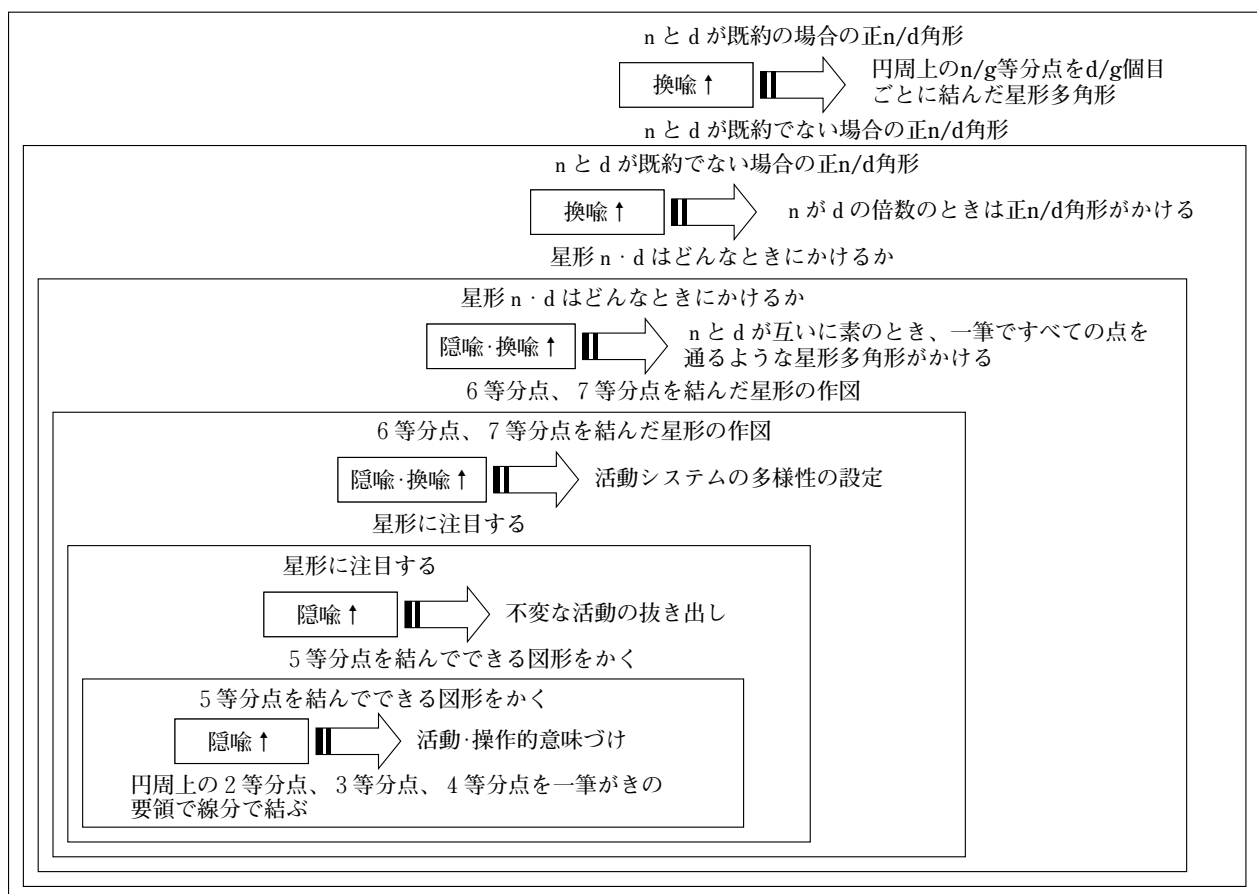 n と d が既約の場合の正n/d角形
換喩↑
円周上のn/g等分点をd/g個目
ごとに結んだ星形多角形
n と d が既約でない場合の正n/d角形
n と d が既約でない場合の正n/d角形
換喩↑
n が d の倍数のときは正n/d角形がかける
星形 n · d はどんなときにかけるか
星形 n · d はどんなときにかけるか
隠喩·換喩↑
n と d が互いに素のとき、一筆ですべての点を
通るような星形多角形がかける
6 等分点、7 等分点を結んだ星形の作図
6 等分点、7 等分点を結んだ星形の作図
隠喩·換喩↑
活動システムの多様性の設定
星形に注目する
星形に注目する
隠喩↑
不変な活動の抜き出し
5 等分点を結んでできる図形をかく
5 等分点を結んでできる図形をかく
隠喩↑
活動·操作的意味づけ
円周上の 2 等分点、3 等分点、4 等分点を一筆がきの
要領で線分で結ぶ